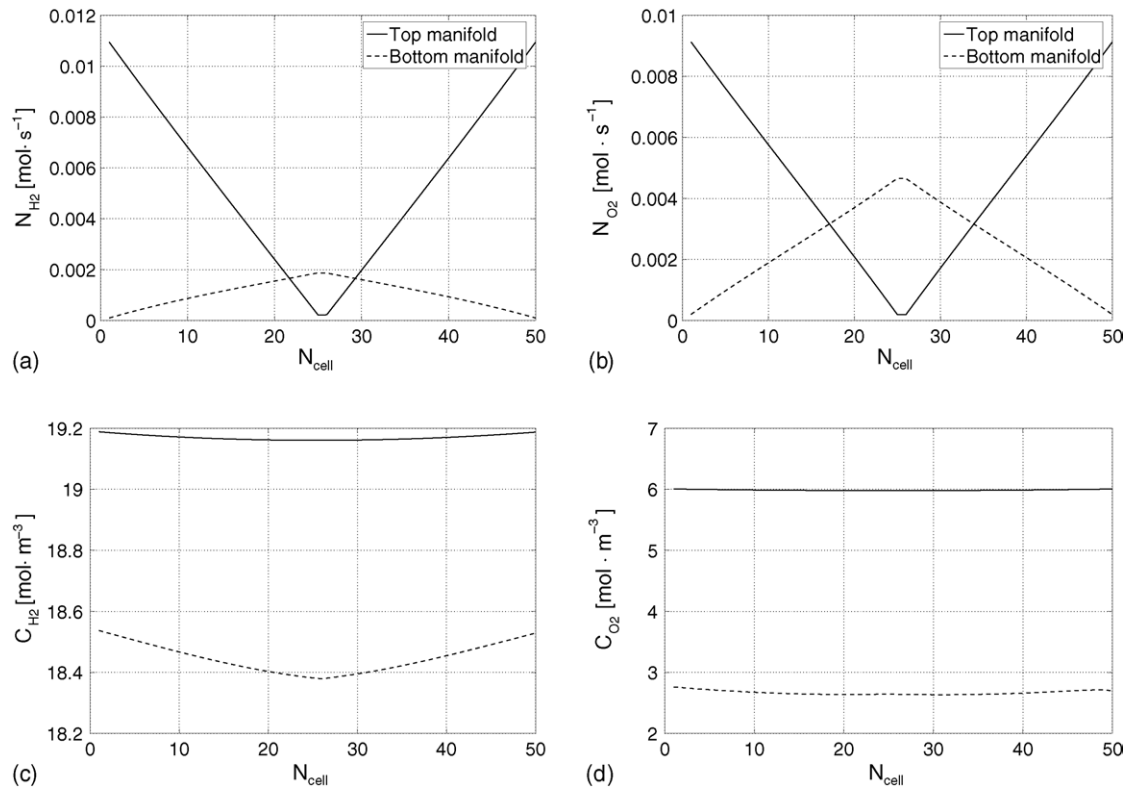 0.012
0.01
0.008
0.006
0.004
0.002
0
N_H2 [mol· s⁻¹]
Top manifold
Bottom manifold
0 10 20 30 40 50
N_cell
(a)
0.01
0.008
0.006
0.004
0.002
0
N_O2 [mol · s⁻¹]
Top manifold
Bottom manifold
0 10 20 30 40 50
N_cell
(b)
19.2
19
18.8
18.6
18.4
18.2
C_H2 [mol· m⁻³]
0 10 20 30 40 50
N_cell
(c)
7
6
5
4
3
2
C_O2 [mol · m⁻³]
0 10 20 30 40 50
N_cell
(d)